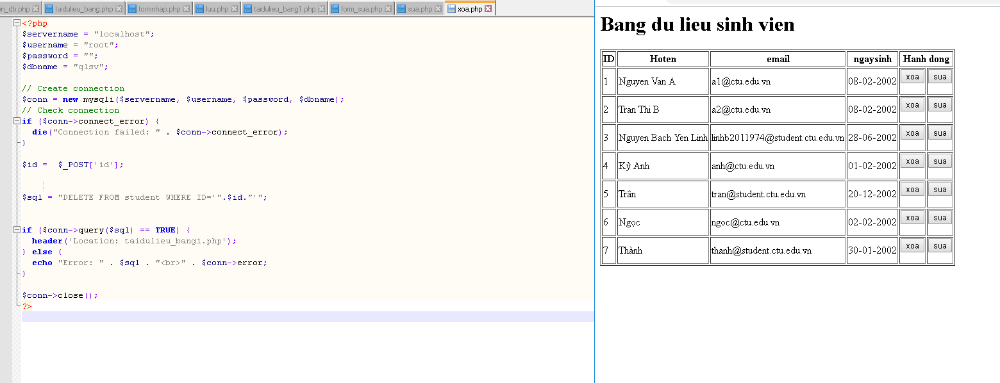 on_db.php taidulieu_bang.php formnhap.php luu.php taidulieu_bang1.php form_sua.php sua.php xoa.php
<?php
$servername = "localhost";
$username = "root";
$password = "";
$dbname = "qlsv";
// Create connection
$conn = new mysqli($servername, $username, $password, $dbname);
// Check connection
if ($conn->connect_error) {
die("Connection failed: " . $conn->connect_error);
}
$id =  $_POST['id'];
$sql = "DELETE FROM student WHERE ID='".$id."'";
if ($conn->query($sql) == TRUE) {
header('Location: taidulieu_bang1.php');
} else {
echo "Error: " . $sql . "<br>" . $conn->error;
}
$conn->close();
?>
Bang du lieu sinh vien
ID Hoten email ngaysinh Hanh dong
1 Nguyen Van A a1@ctu.edu.vn 08-02-2002 xoa sua
2 Tran Thi B a2@ctu.edu.vn 08-02-2002 xoa sua
3 Nguyen Bach Yen Linh linhb2011974@student.ctu.edu.vn 28-06-2002 xoa sua
4 Kỳ Anh anh@ctu.edu.vn 01-02-2002 xoa sua
5 Trân tran@student.ctu.edu.vn 20-12-2002 xoa sua
6 Ngọc ngoc@ctu.edu.vn 02-02-2002 xoa sua
7 Thành thanh@student.ctu.edu.vn 30-01-2002 xoa sua